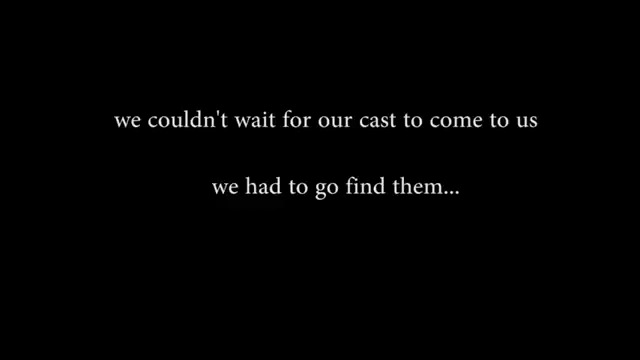 we couldn't wait for our cast to come to us
we had to go find them...